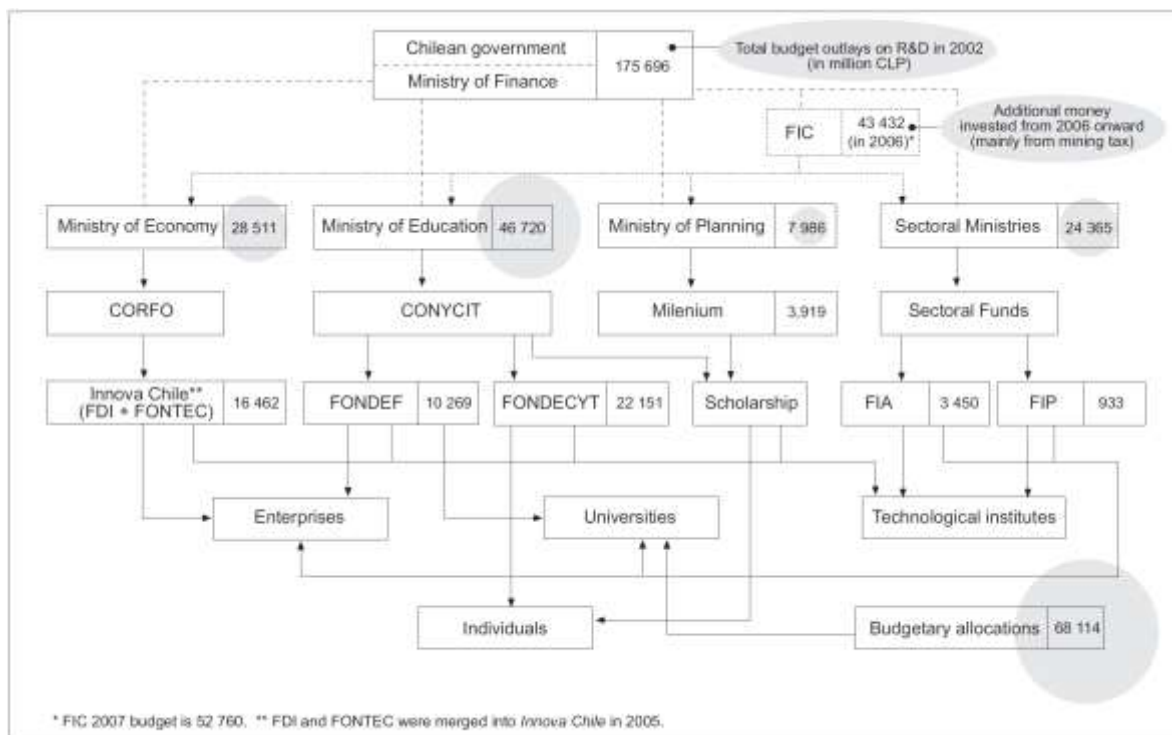 Chilean government
Ministry of Finance
175 696
Total budget outlays on R&D in 2002
(in million CLP)
FIC
43 432
(in 2006)*
Additional money
invested from 2006 onward
(mainly from mining tax)
Ministry of Economy
28 511
Ministry of Education
46 720
Ministry of Planning
7 986
Sectoral Ministries
24 365
CORFO
CONYCIT
Milenium
3,919
Sectoral Funds
Innova Chile**
(FDI + FONTEC)
16 462
FONDEF
10 269
FONDECYT
22 151
Scholarship
FIA
3 450
FIP
933
Enterprises
Universities
Technological institutes
Individuals
Budgetary allocations
68 114
* FIC 2007 budget is 52 760. ** FDI and FONTEC were merged into Innova Chile in 2005.